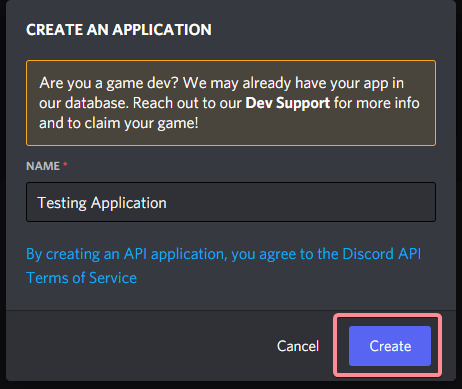 CREATE AN APPLICATION
Are you a game dev? We may already have your app in
our database. Reach out to our Dev Support for more info
and to claim your game!
NAME *
Testing Application
By creating an API application, you agree to the Discord API
Terms of Service
Cancel Create